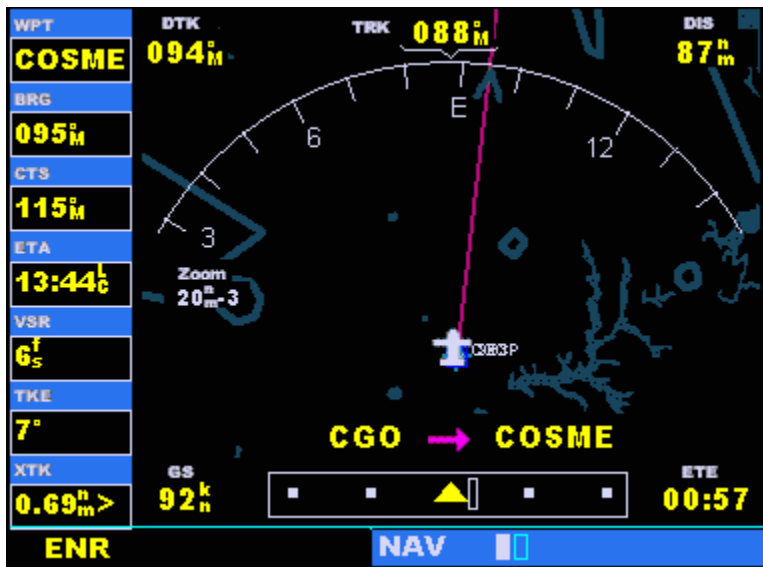 WPT
COSME
BRG
095°M
CTS
115°M
ETA
13:44LC
VSR
6fs
TKE
7°
XTK
0.69nm>
DTK
094°M
TRK 088°M
DIS
87nm
3
6
E
12
Zoom
20nm-3
CGO → COSME
GS
92kn
ETE
00:57
ENR
NAV